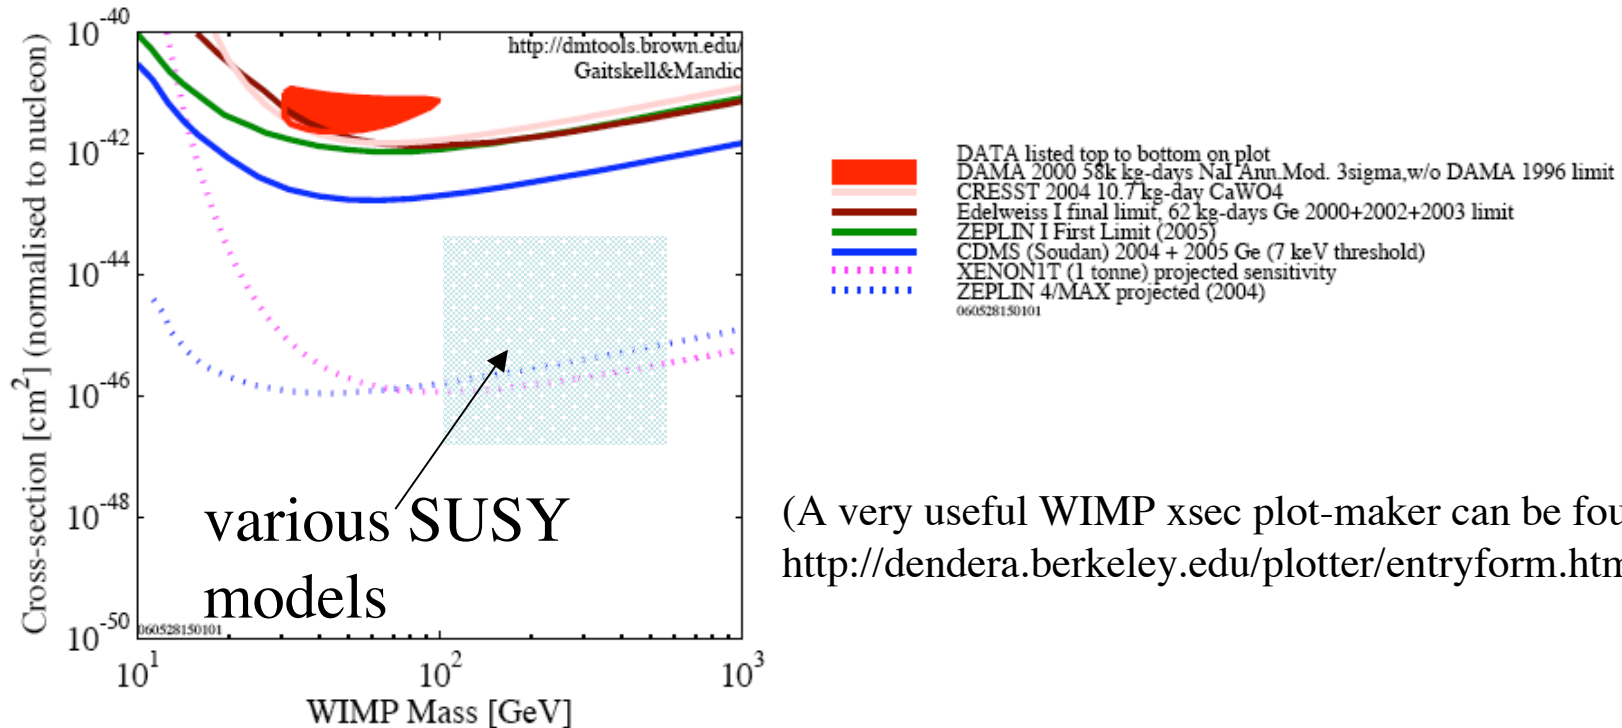 10^-40
10^-42
10^-44
10^-46
10^-48
10^-50
Cross-section [cm^2] (normalised to nucleon)
http://dmtools.brown.edu/
Gaitskell&Mandic
various SUSY
models
060528150101
10^1
10^2
10^3
WIMP Mass [GeV]
DATA listed top to bottom on plot
DAMA 2000 58k kg-days NaI Ann.Mod. 3sigma,w/o DAMA 1996 limit
CRESST 2004 10.7 kg-day CaWO4
Edelweiss I final limit, 62 kg-days Ge 2000+2002+2003 limit
ZEPLIN I First Limit (2005)
CDMS (Soudan) 2004 + 2005 Ge (7 keV threshold)
XENON1T (1 tonne) projected sensitivity
ZEPLIN 4/MAX projected (2004)
060528150101
(A very useful WIMP xsec plot-maker can be fou
http://dendera.berkeley.edu/plotter/entryform.htm